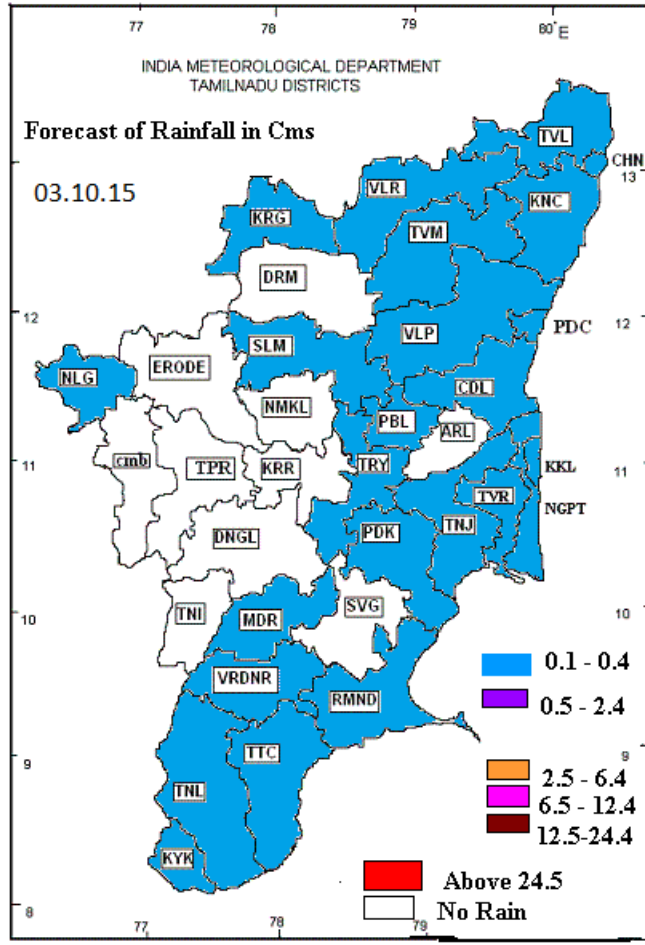 77 78 79 80 E
INDIA METEOROLOGICAL DEPARTMENT
TAMILNADU DISTRICTS
Forecast of Rainfall in Cms
TVL
CHN
13
03.10.15
VLR
KRG
KNC
TVM
DRM
12
12
PDC
VLP
SLM
ERODE
NLG
CDL
NMKL
PBL
ARL
cmb
TPR
KRR
TRY
11
11
KKL
TVR
NGPT
DNGL
PDK
TNJ
10
TNI
MDR
SVG
10
0.1 - 0.4
VRDNR
RMND
0.5 - 2.4
9
TTC
9
2.5 - 6.4
TNL
6.5 - 12.4
12.5-24.4
KYK
Above 24.5
8
No Rain
77 78 79